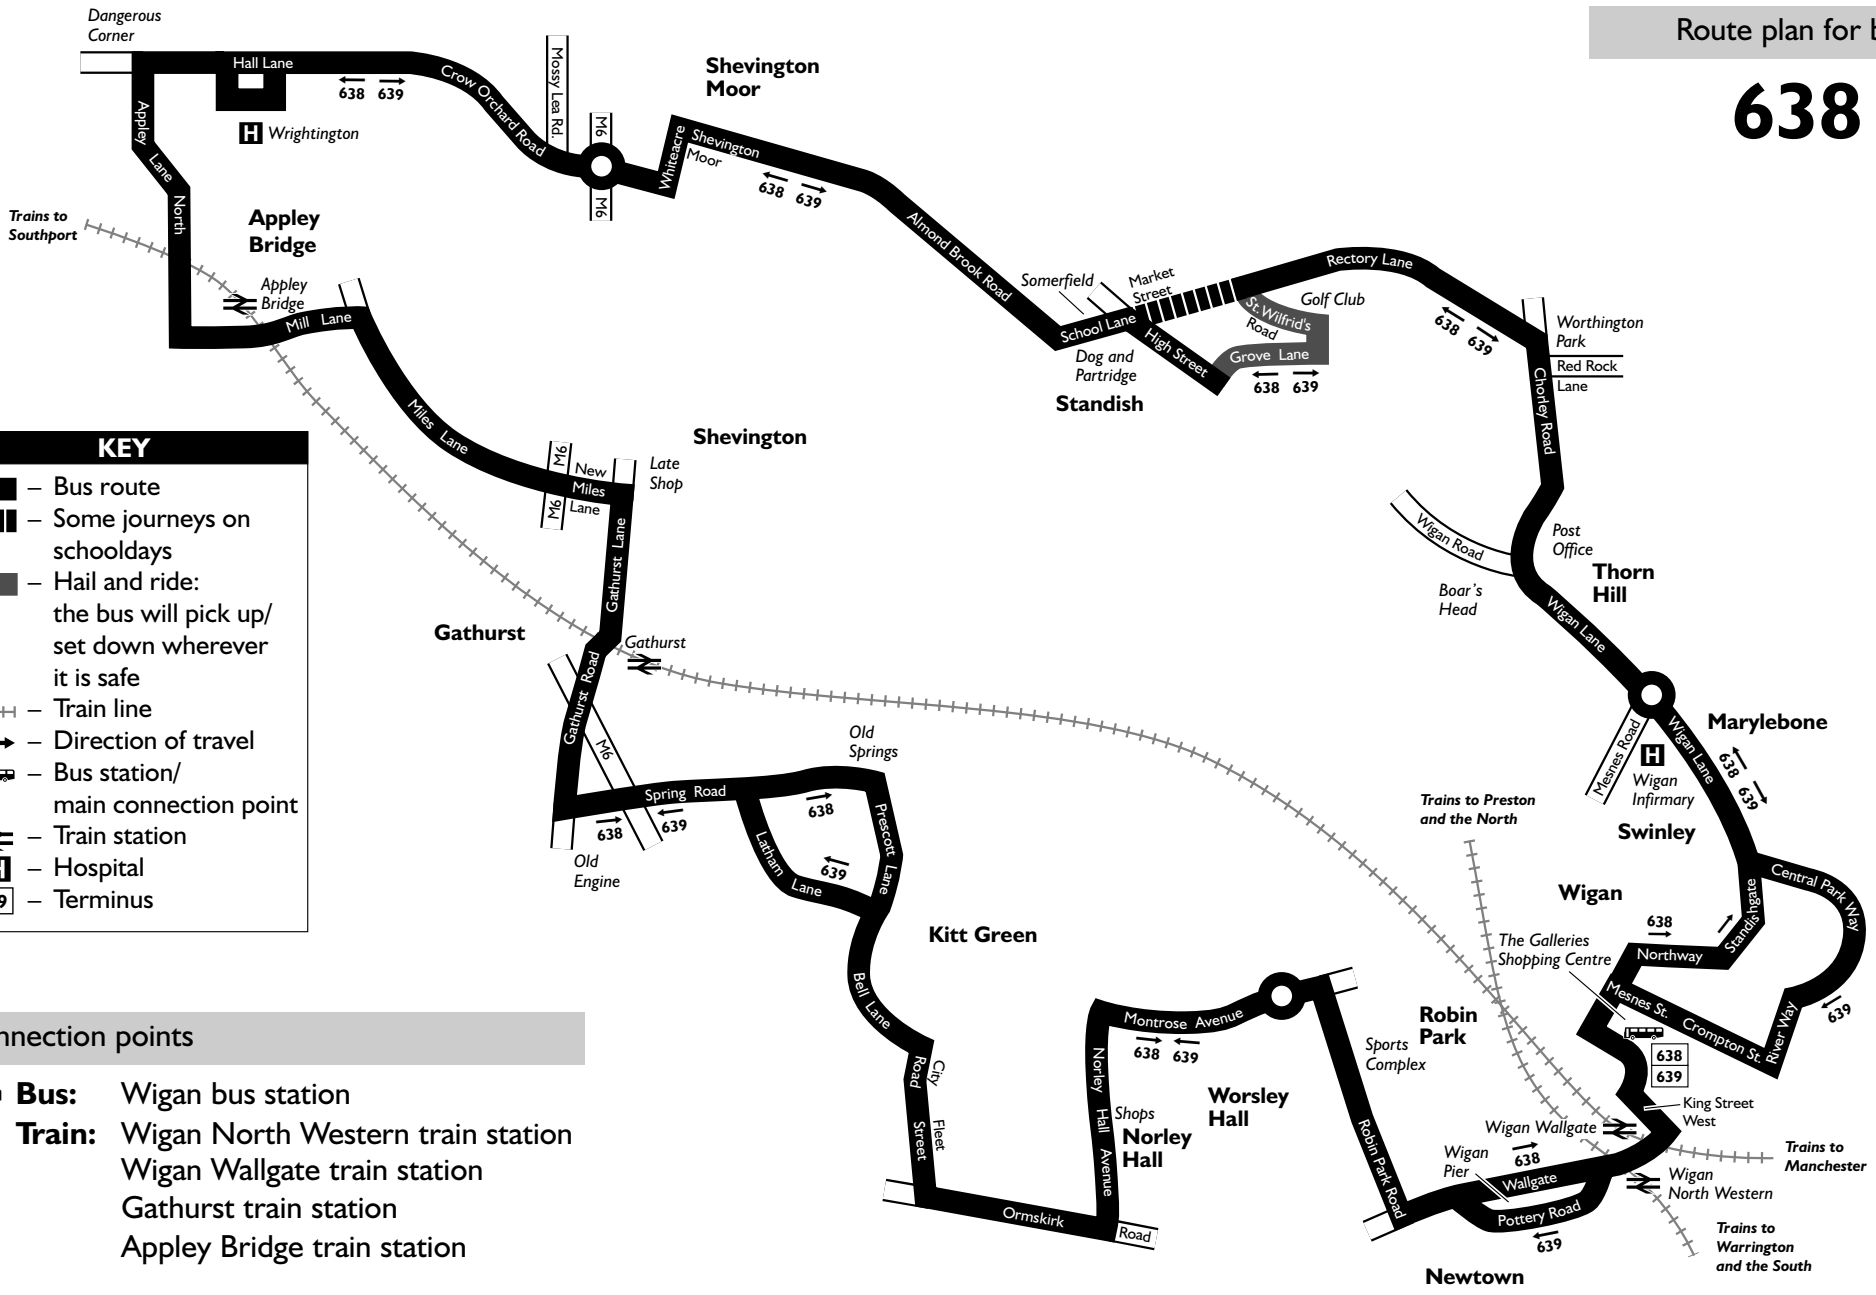 Route plan for b
638
Dangerous
Corner
Hall Lane
638 639
Crow Orchard Road
Mossy Lea Rd.
M6
M6
Shevington
Moor
Whiteacre
Shevington
Moor
638 639
H Wrightington
Appley
Lane
North
Trains to
Southport
Appley
Bridge
Appley
Bridge
Mill Lane
Almond Brook Road
Somerfield
Market
Street
School Lane
High Street
Dog and
Partridge
Standish
St. Wilfrid's
Road
Golf Club
Grove Lane
638 639
Rectory Lane
638 639
Worthington
Park
Red Rock
Lane
Chorley Road
Miles Lane
M6
M6
New
Miles
Lane
Shevington
Late
Shop
Gathurst Lane
Gathurst
Gathurst
Gathurst Road
M6
Wigan Road
Post
Office
Boar's
Head
Thorn
Hill
Wigan Lane
Marylebone
Mesnes Road
H
Wigan
Infirmary
Wigan Lane
638
639
Swinley
KEY
– Bus route
– Some journeys on
schooldays
– Hail and ride:
the bus will pick up/
set down wherever
it is safe
– Train line
– Direction of travel
– Bus station/
main connection point
– Train station
H – Hospital
9 – Terminus
Old
Springs
Spring Road
638
639
638
Old
Engine
Latham
Lane
639
Prescott Lane
Kitt Green
Bell Lane
City
Road
Fleet
Street
Ormskirk
Road
Trains to Preston
and the North
Wigan
The Galleries
Shopping Centre
638
Northway
Standishgate
Central Park Way
639
River Way
Mesnes St.
Crompton St.
638
639
King Street
West
Robin
Park
Sports
Complex
Montrose Avenue
638 639
Norley Hall Avenue
Shops
Norley
Hall
Worsley
Hall
Robin Park Road
Wigan Wallgate
Wigan
Pier
638
Wallgate
Pottery Road
639
Wigan
North Western
Trains to
Manchester
Trains to
Warrington
and the South
Newtown
nnection points
Bus: Wigan bus station
Train: Wigan North Western train station
Wigan Wallgate train station
Gathurst train station
Appley Bridge train station